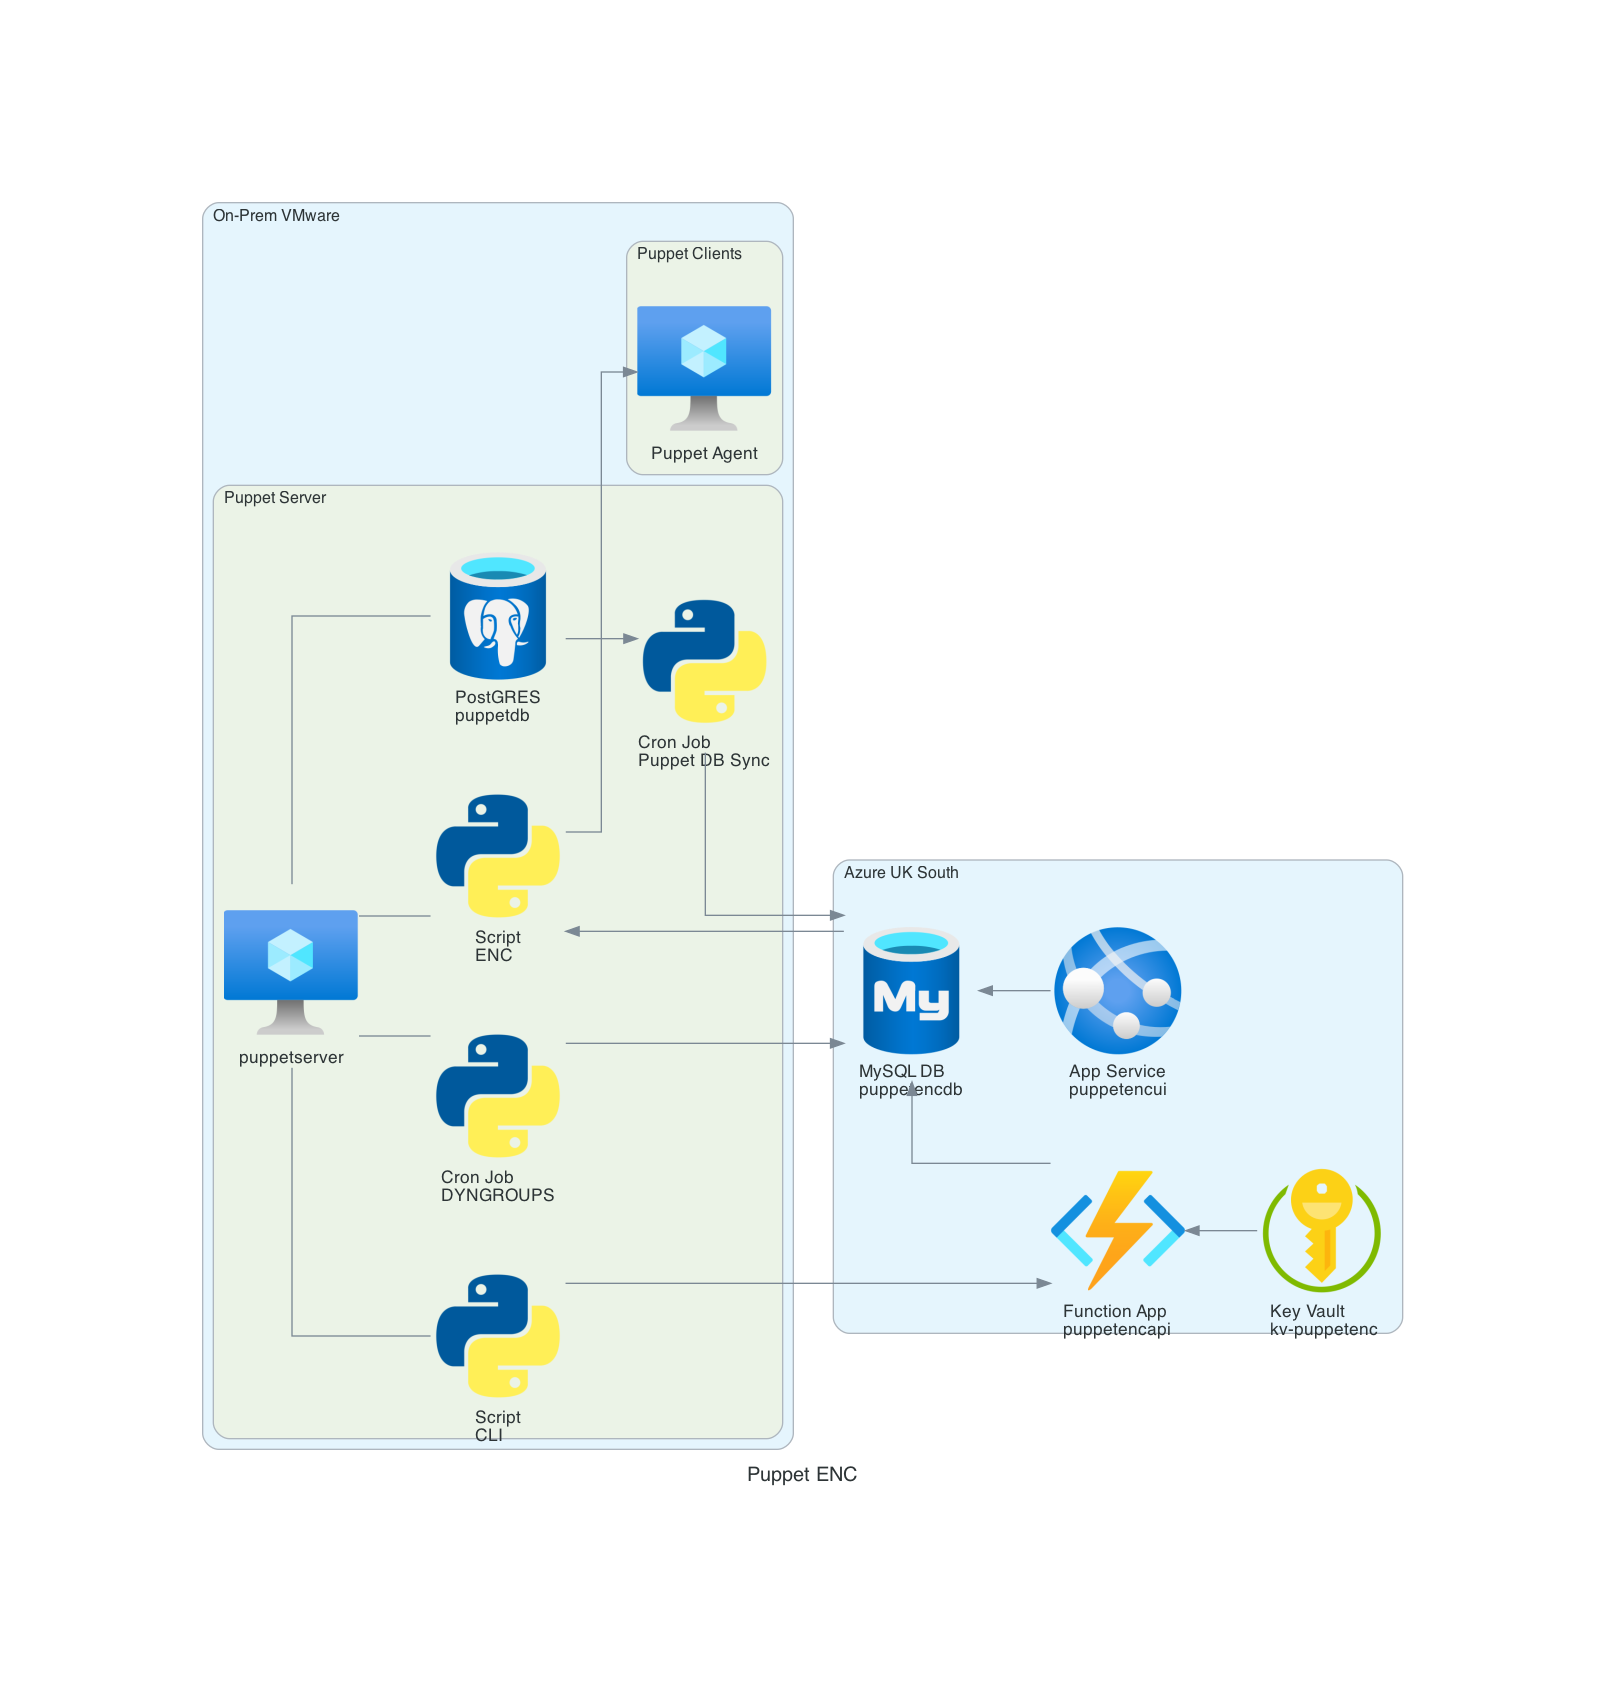 On-Prem VMware
Puppet Clients
Puppet Agent
Puppet Server
PostGRES
puppetdb
Cron Job
Puppet DB Sync
Script
ENC
puppetserver
Cron Job
DYNGROUPS
Script
CLI
Azure UK South
My
MySQL DB
puppetencdb
App Service
puppetencui
Function App
puppetencapi
Key Vault
kv-puppetenc
Puppet ENC